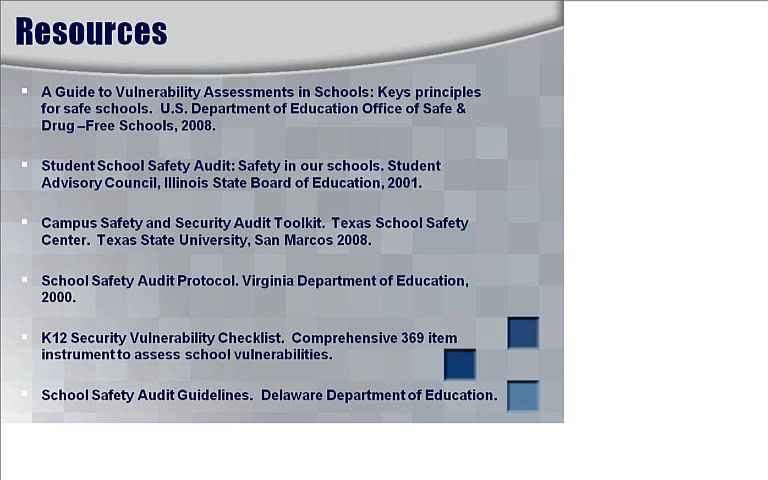 Resources
A Guide to Vulnerability Assessments in Schools: Keys principles
for safe schools. U.S. Department of Education Office of Safe &
Drug –Free Schools, 2008.
Student School Safety Audit: Safety in our schools. Student
Advisory Council, Illinois State Board of Education, 2001.
Campus Safety and Security Audit Toolkit. Texas School Safety
Center. Texas State University, San Marcos 2008.
School Safety Audit Protocol. Virginia Department of Education,
2000.
K12 Security Vulnerability Checklist. Comprehensive 369 item
instrument to assess school vulnerabilities.
School Safety Audit Guidelines. Delaware Department of Education.